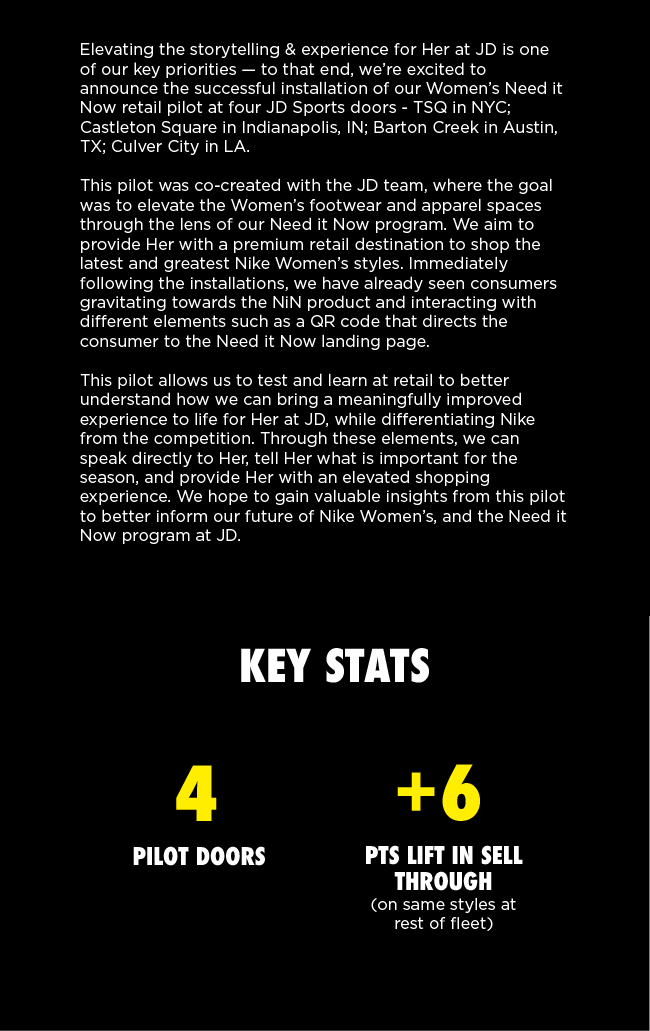 Elevating the storytelling & experience for Her at JD is one
of our key priorities — to that end, we’re excited to
announce the successful installation of our Women’s Need it
Now retail pilot at four JD Sports doors - TSQ in NYC;
Castleton Square in Indianapolis, IN; Barton Creek in Austin,
TX; Culver City in LA.
This pilot was co-created with the JD team, where the goal
was to elevate the Women’s footwear and apparel spaces
through the lens of our Need it Now program. We aim to
provide Her with a premium retail destination to shop the
latest and greatest Nike Women’s styles. Immediately
following the installations, we have already seen consumers
gravitating towards the NiN product and interacting with
different elements such as a QR code that directs the
consumer to the Need it Now landing page.
This pilot allows us to test and learn at retail to better
understand how we can bring a meaningfully improved
experience to life for Her at JD, while differentiating Nike
from the competition. Through these elements, we can
speak directly to Her, tell Her what is important for the
season, and provide Her with an elevated shopping
experience. We hope to gain valuable insights from this pilot
to better inform our future of Nike Women’s, and the Need it
Now program at JD.
KEY STATS
4
PILOT DOORS
+6
PTS LIFT IN SELL
THROUGH
(on same styles at
rest of fleet)